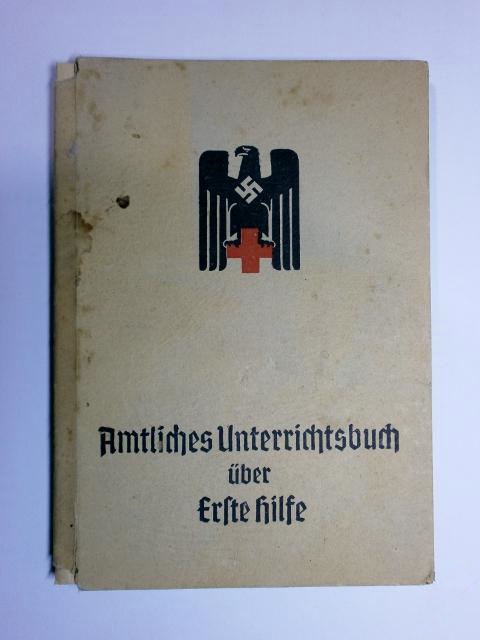 Amtliches Unterrichtsbuch
über
Erste Hilfe